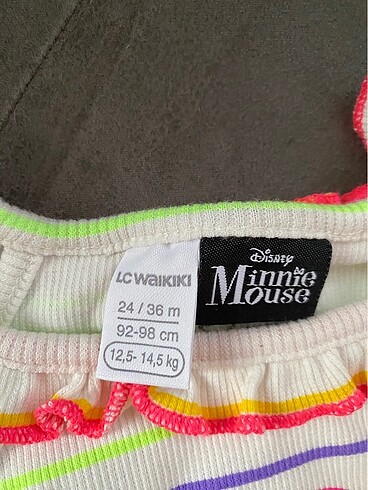 LC WAIKIKI
24 / 36 m
92-98 cm
12,5- 14,5 kg
Disney
Minnie
Mouse